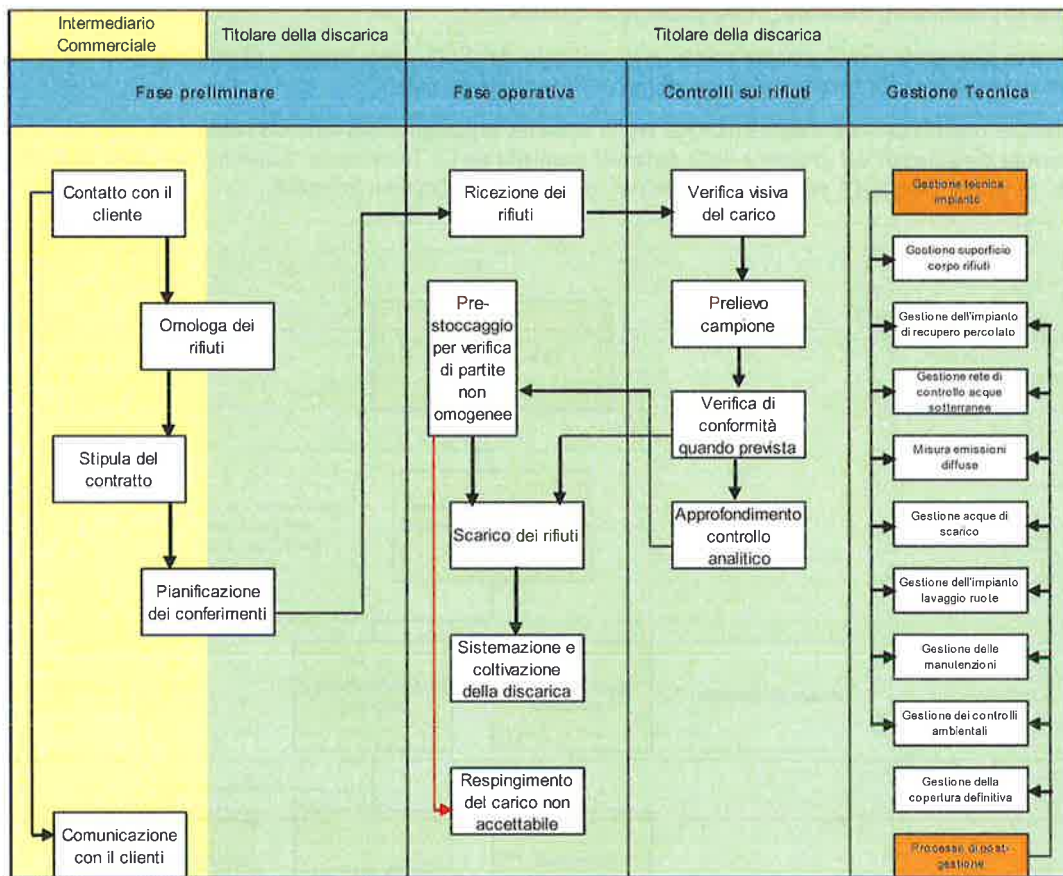 Intermediario
Commerciale
Titolare della discarica
Titolare della discarica
Fase preliminare
Fase operativa
Controlli sui rifiuti
Gestione Tecnica
Contatto con il
cliente
Omologa dei
rifiuti
Stipula del
contratto
Pianificazione
dei conferimenti
Comunicazione
con il clienti
Ricezione dei
rifiuti
Pre-
stoccaggio
per verifica
di partite
non
omogenee
Scarico dei rifiuti
Sistemazione e
coltivazione
della discarica
Respingimento
del carico non
accettabile
Verifica visiva
del carico
Prelievo
campione
Verifica di
conformità
quando prevista
Approfondimento
controllo
analitico
Gestione tecnica
impianto
Gestione superficie
corpo rifiuti
Gestione dell'impianto
di recupero percolato
Gestione rete di
controllo acque
sotterranee
Misura emissioni
diffuse
Gestione acque di
scarico
Gestione dell'impianto
lavaggio ruote
Gestione delle
manutenzioni
Gestione dei controlli
ambientali
Gestione della
copertura definitiva
Processo di post-
gestione